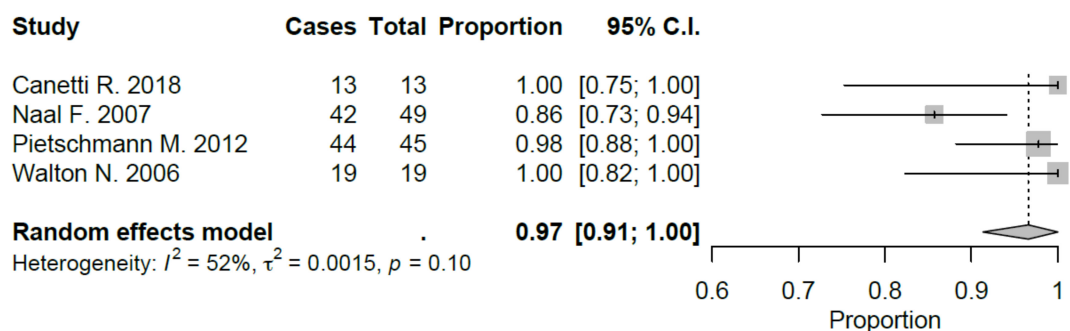 Study Cases Total Proportion 95% C.I.
Canetti R. 2018 13 13 1.00 [0.75; 1.00]
Naal F. 2007 42 49 0.86 [0.73; 0.94]
Pietschmann M. 2012 44 45 0.98 [0.88; 1.00]
Walton N. 2006 19 19 1.00 [0.82; 1.00]
Random effects model . 0.97 [0.91; 1.00]
Heterogeneity: I² = 52%, τ² = 0.0015, p = 0.10
0.6 0.7 0.8 0.9 1
Proportion